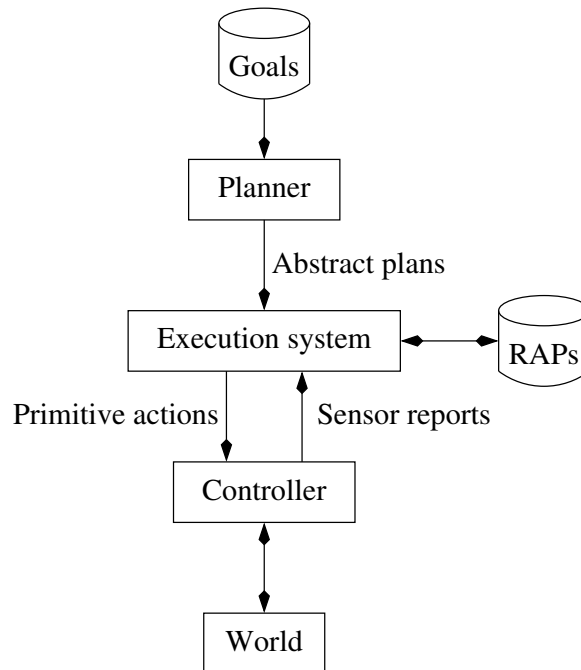 Goals
Planner
Abstract plans
Execution system
RAPs
Primitive actions
Sensor reports
Controller
World